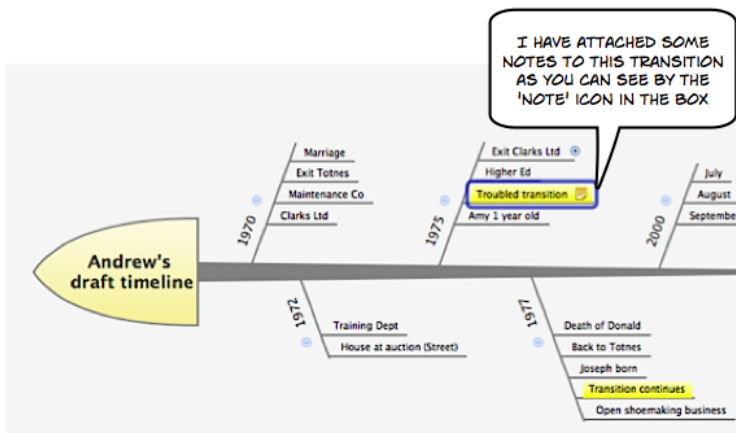 I HAVE ATTACHED SOME
NOTES TO THIS TRANSITION
AS YOU CAN SEE BY THE
'NOTE' ICON IN THE BOX
Marriage
Exit Totnes
Maintenance Co
Clarks Ltd
1970
Exit Clarks Ltd
Higher Ed
Troubled transition
Amy 1 year old
1975
July
August
Septembe
2000
Andrew's
draft timeline
1972
Training Dept
House at auction (Street)
1977
Death of Donald
Back to Totnes
Joseph born
Transition continues
Open shoemaking business